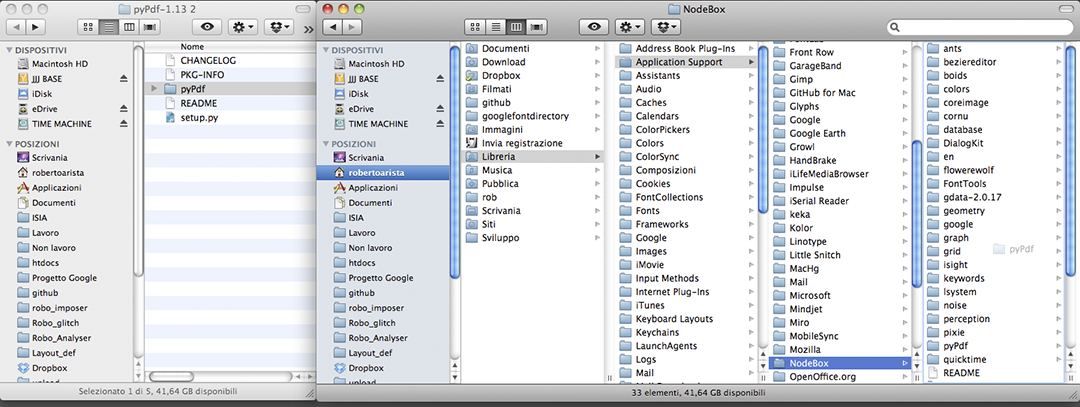 pyPdf-1.13 2
Nome
DISPOSITIVI
Macintosh HD
JJJ BASE
iDisk
eDrive
TIME MACHINE
POSIZIONI
Scrivania
robertoarista
Applicazioni
Documenti
ISIA
Lavoro
Non lavoro
htdocs
Progetto Google
github
robo_imposer
Robo_glitch
Robo_Analyser
Layout_def
Dropbox
upload
CHANGELOG
PKG-INFO
pyPdf
README
setup.py
Selezionato 1 di 5, 41,64 GB disponibili
NodeBox
DISPOSITIVI
Macintosh HD
JJJ BASE
iDisk
eDrive
TIME MACHINE
POSIZIONI
Scrivania
robertoarista
Applicazioni
Documenti
ISIA
Lavoro
Non lavoro
htdocs
Progetto Google
github
robo_imposer
Robo_glitch
Robo_Analyser
Layout_def
Dropbox
upload
Documenti
Download
Dropbox
Filmati
github
googlefontdirectory
Immagini
Invia registrazione
Libreria
Musica
Pubblica
rob
Scrivania
Siti
Sviluppo
Address Book Plug-Ins
Application Support
Assistants
Audio
Caches
Calendars
ColorPickers
Colors
ColorSync
Composizioni
Cookies
FontCollections
Fonts
Frameworks
Google
Images
iMovie
Input Methods
Internet Plug-Ins
iTunes
Keyboard Layouts
Keychains
LaunchAgents
Logs
Mail
Front Row
GarageBand
Gimp
GitHub for Mac
Glyphs
Google
Google Earth
Growl
HandBrake
iLifeMediaBrowser
Impulse
iSerial Reader
keka
Kolor
Linotype
Little Snitch
MacHg
Mail
Microsoft
Mindjet
Miro
MobileSync
Mozilla
NodeBox
OpenOffice.org
ants
beziereditor
boids
colors
coreimage
cornu
database
DialogKit
en
flowerewolf
FontTools
gdata-2.0.17
geometry
google
graph
grid
isight
keywords
lsystem
noise
perception
pixie
pyPdf
quicktime
README
pyPdf
33 elementi, 41,64 GB disponibili